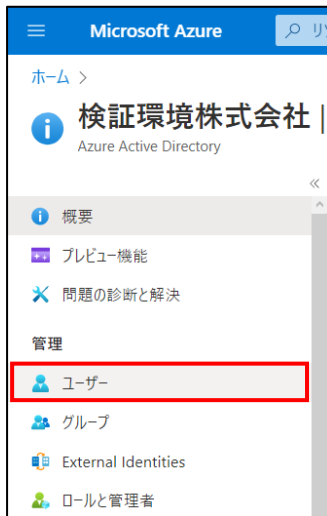 Microsoft Azure
リ
ホーム >
検証環境株式会社 |
Azure Active Directory
«
概要
プレビュー機能
問題の診断と解決
管理
ユーザー
グループ
External Identities
ロールと管理者